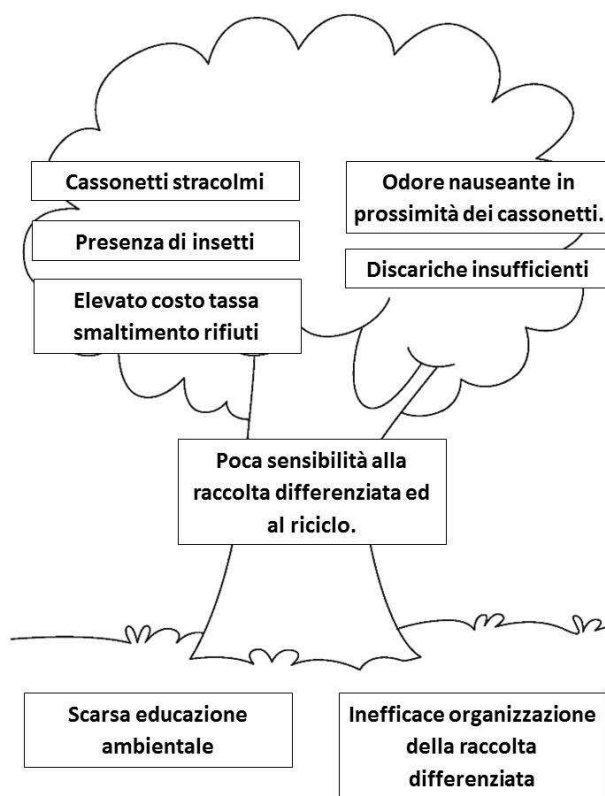 Cassonetti stracolmi
Presenza di insetti
Elevato costo tassa
smaltimento rifiuti
Odore nauseante in
prossimità dei cassonetti.
Discariche insufficienti
Poca sensibilità alla
raccolta differenziata ed
al riciclo.
Scarsa educazione
ambientale
Inefficace organizzazione
della raccolta
differenziata